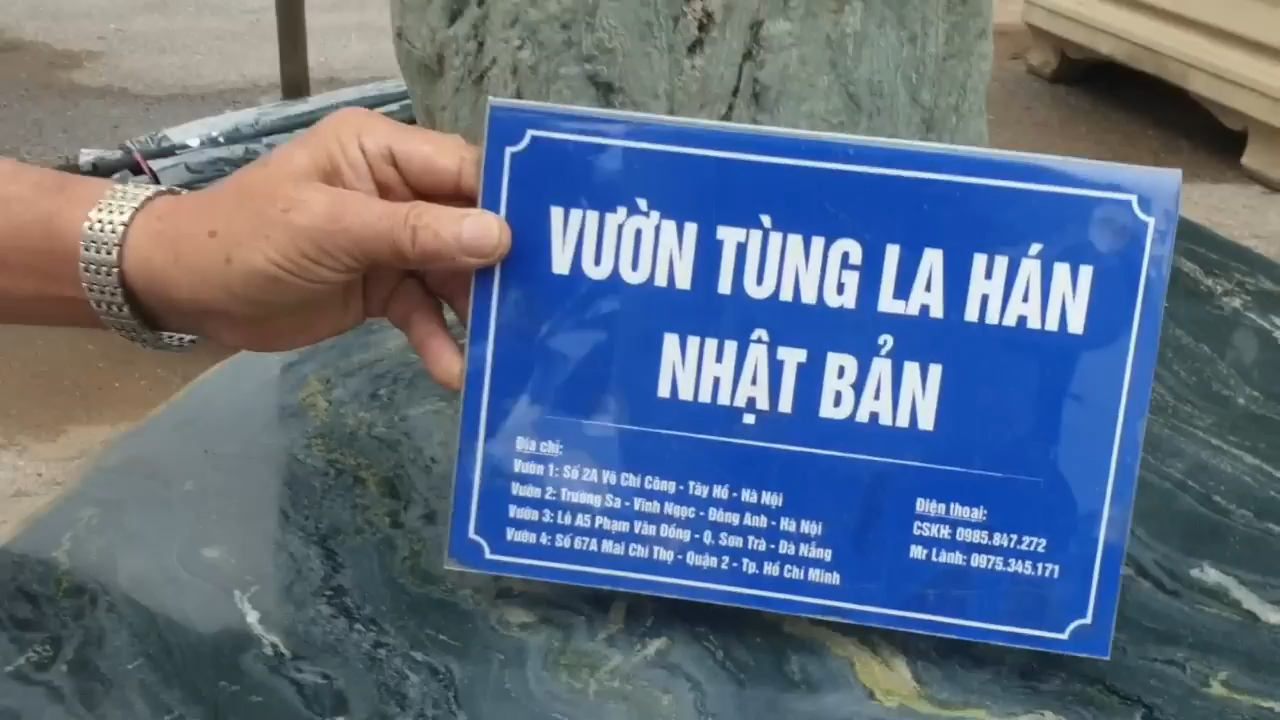 VƯỜN TÙNG LA HÁN
NHẬT BẢN
Địa chỉ:
Vườn 1: Số 2A Võ Chí Công - Tây Hồ - Hà Nội
Vườn 2: Trường Sa - Vĩnh Ngọc - Đông Anh - Hà Nội
Vườn 3: Lô A5 Phạm Văn Đồng - Q. Sơn Trà - Đà Nẵng
Vườn 4: Số 67A Mai Chí Thọ - Quận 2 - Tp. Hồ Chí Minh
Điện thoại:
CSKH: 0985.847.272
Mr Lành: 0975.345.171